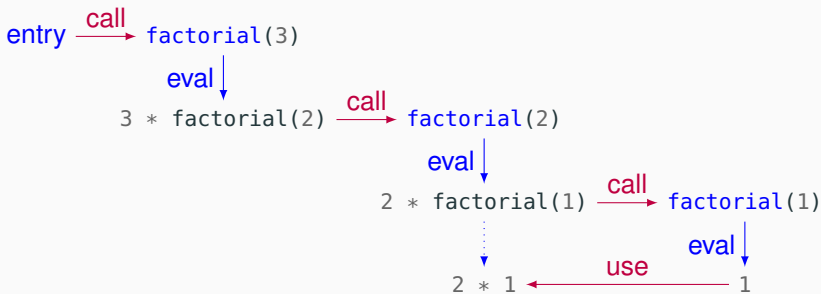 call
entry factorial(3)
eval
call
3 * factorial(2) factorial(2)
eval
call
2 * factorial(1) factorial(1)
eval
use
2 * 1 1